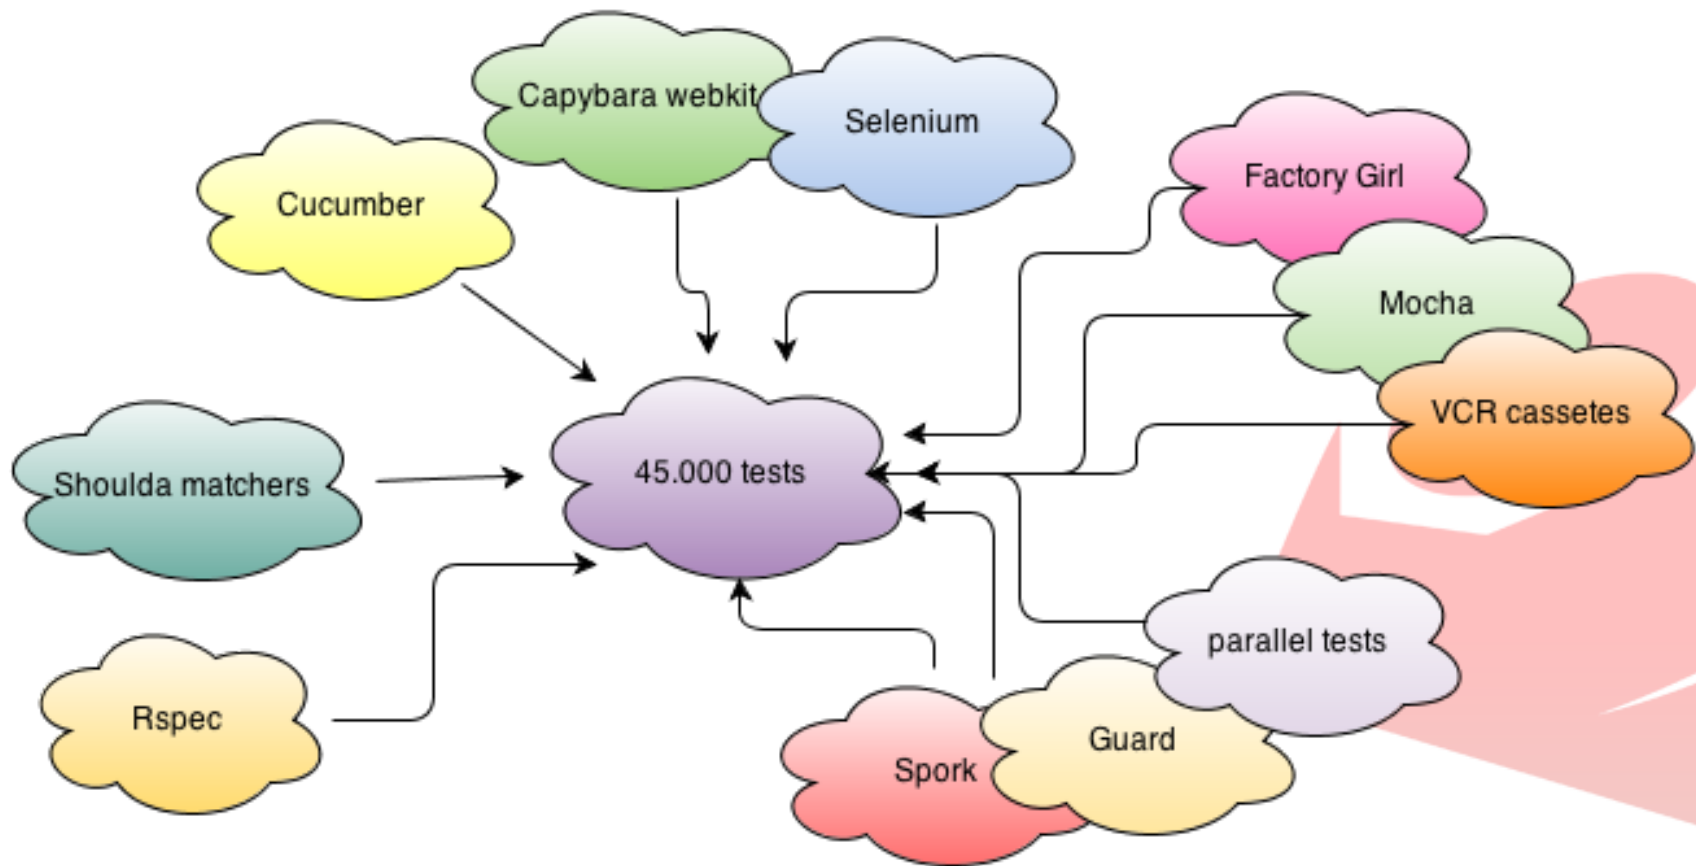 Capybara webkit
Selenium
Factory Girl
Cucumber
Mocha
VCR cassetes
Shoulda matchers
45.000 tests
parallel tests
Rspec
Guard
Spork